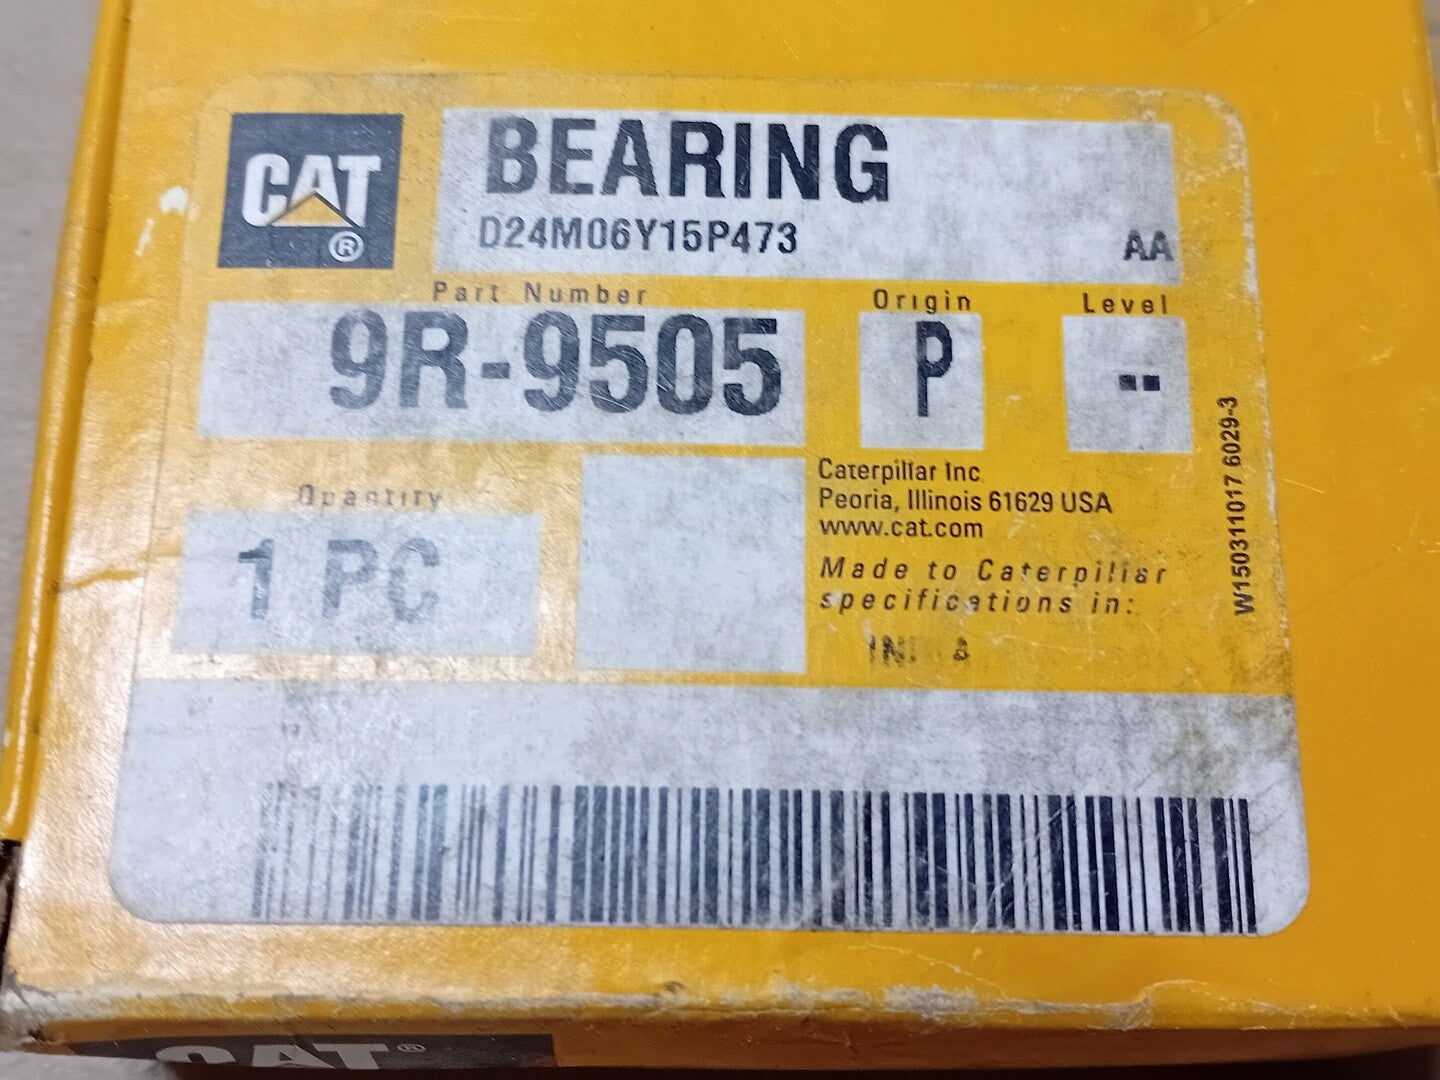 CAT®
BEARING
D24M06Y15P473
AA
Part Number
Origin
Level
9R-9505
P
--
Quantity
1 PC
Caterpillar Inc.
Peoria, Illinois 61629 USA
www.cat.com
Made to Caterpillar
specifications in:
W150311017 6029-3
CAT®